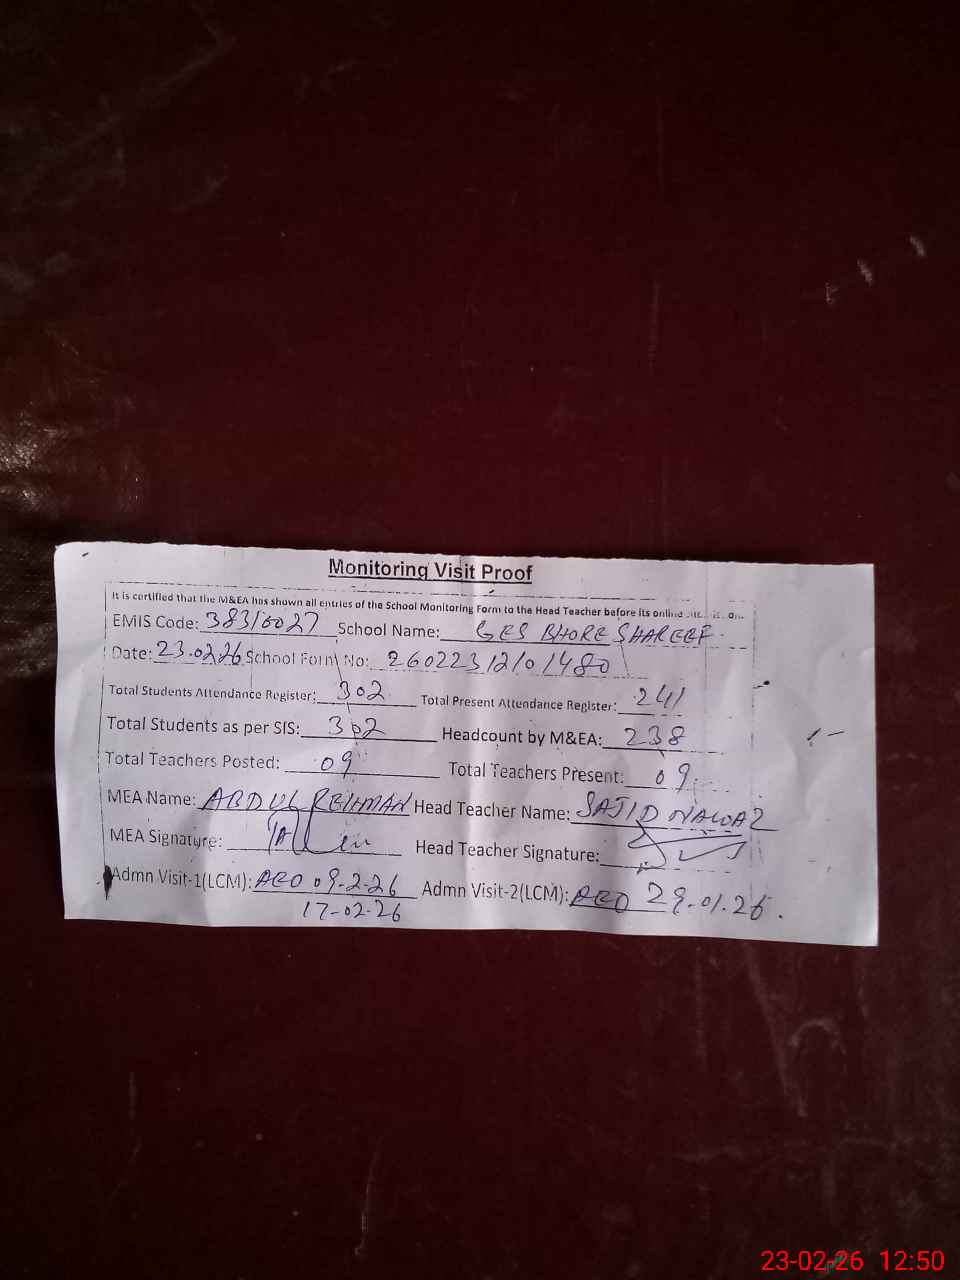 Monitoring Visit Proof
It is certified that the M&EA has shown all entries of the School Monitoring Form to the Head Teacher before its online
EMIS Code: 38310027 School Name: GES BHORE SHAREEF
Date: 23.02.26 School Form No: 26022312101480
Total Students Attendance Register: 302 Total Present Attendance Register: 241
Total Students as per SIS: 302 Headcount by M&EA: 238
Total Teachers Posted: 09 Total Teachers Present: 09
MEA Name: ABDUL REHMAN Head Teacher Name: SAJID NAWAZ
MEA Signature: Head Teacher Signature:
Admn Visit-1(LCM): AEO 09-2-26 Admn Visit-2(LCM): AEO 29-01-26.
17-02-26
23-02-26 12:50